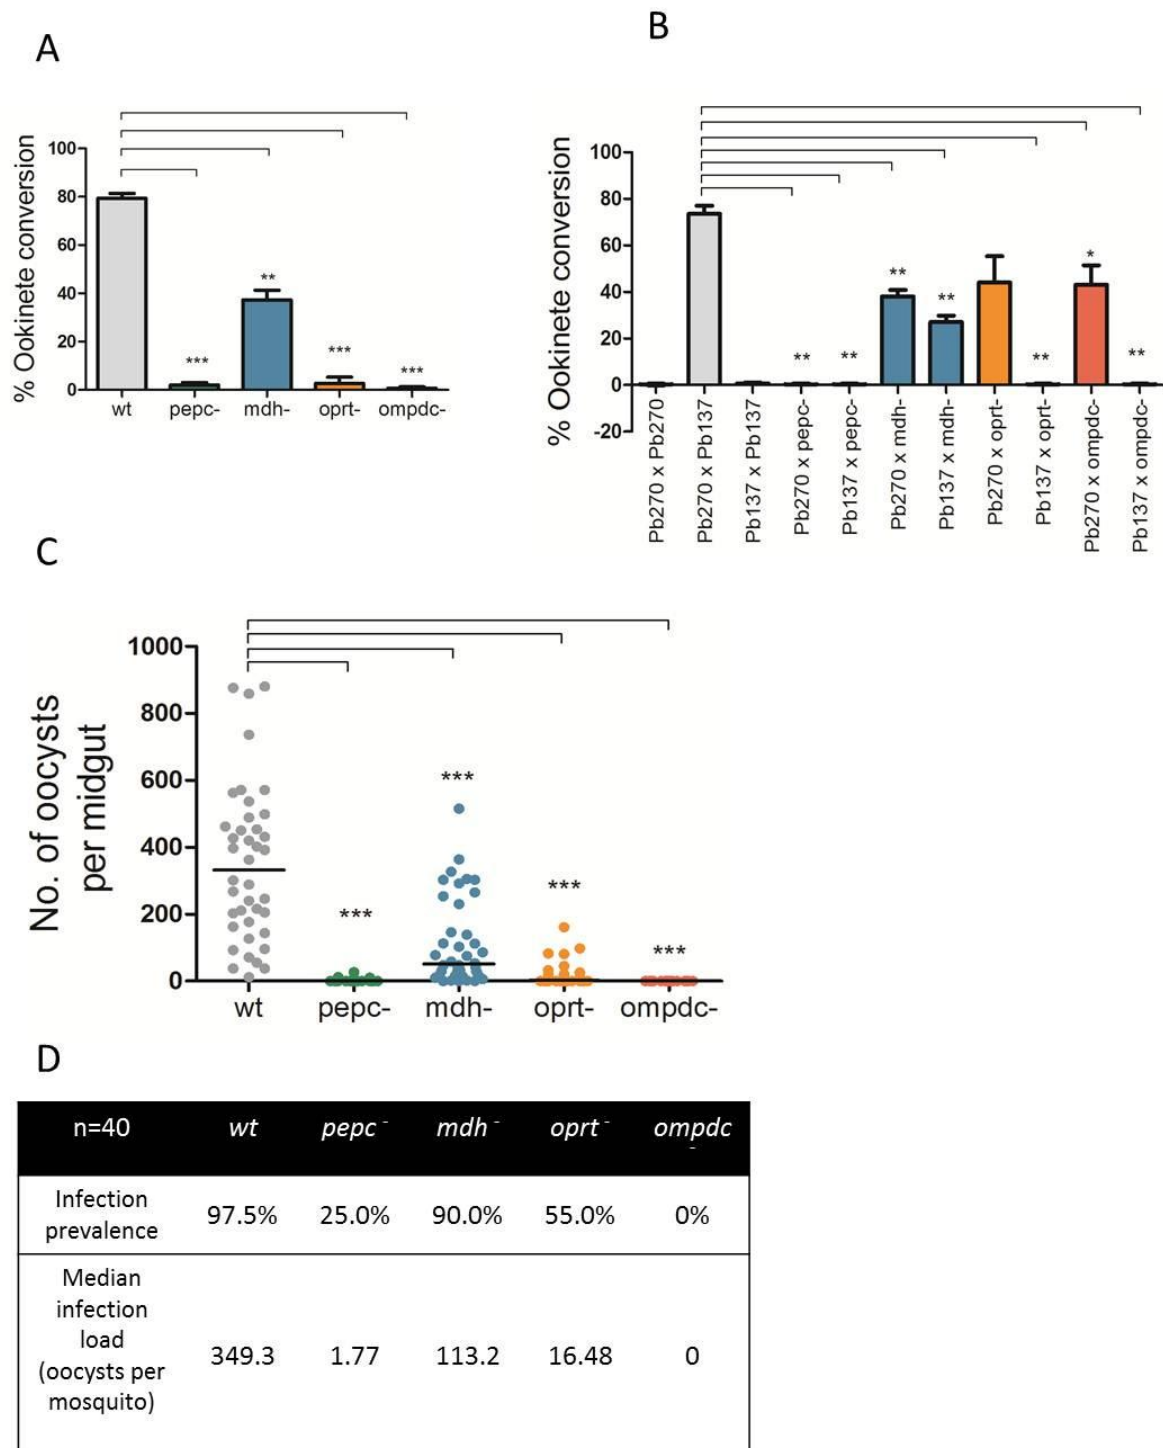 A
% Ookinete conversion
100
80
60
40
20
0
***
**
***
***
wt pepc- mdh- oprt- ompdc-
B
% Ookinete conversion
100
80
60
40
20
0
-20
**
**
**
**
**
*
**
Pb270 x Pb270
Pb270 x Pb137
Pb137 x Pb137
Pb270 x pepc-
Pb137 x pepc-
Pb270 x mdh-
Pb137 x mdh-
Pb270 x oprt-
Pb137 x oprt-
Pb270 x ompdc-
Pb137 x ompdc-
C
No. of oocysts
per midgut
1000
800
600
400
200
0
***
***
***
***
wt pepc- mdh- oprt- ompdc-
D
n=40 wt pepc - mdh - oprt - ompdc
-
Infection
prevalence
97.5% 25.0% 90.0% 55.0% 0%
Median
infection
load
(oocysts per
mosquito)
349.3 1.77 113.2 16.48 0